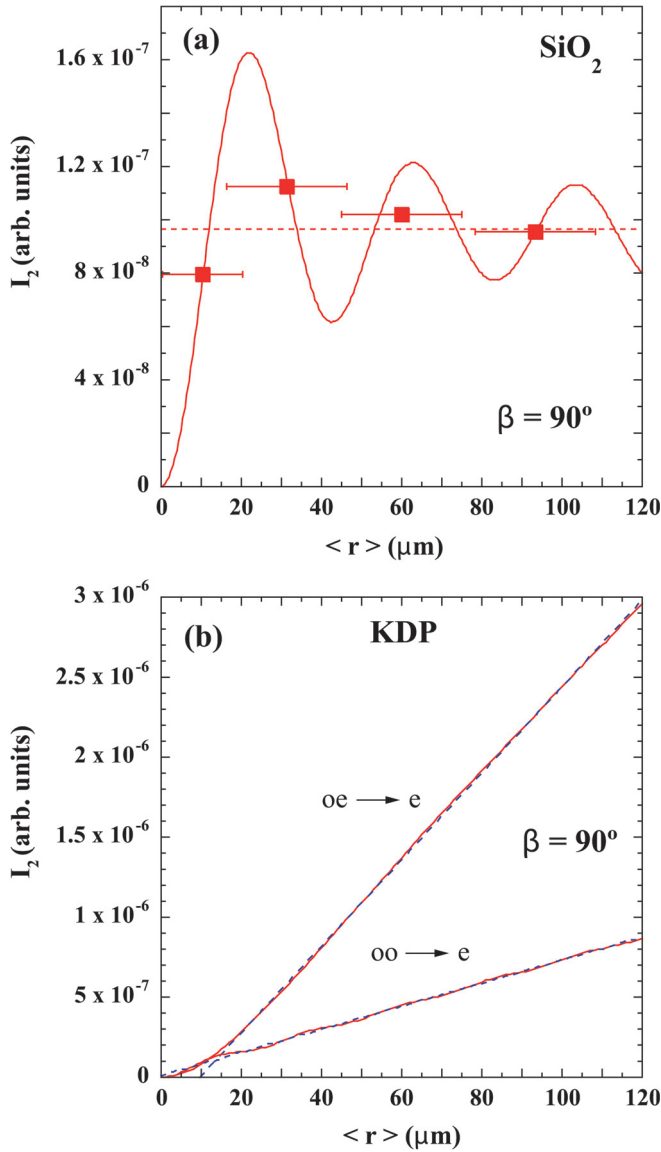 (a)
SiO₂
1.6 x 10⁻⁷
1.2 x 10⁻⁷
8 x 10⁻⁸
4 x 10⁻⁸
0
I₂ (arb. units)
β = 90º
0 20 40 60 80 100 120
< r > (μm)
(b)
KDP
3 x 10⁻⁶
2.5 x 10⁻⁶
2 x 10⁻⁶
1.5 x 10⁻⁶
1 x 10⁻⁶
5 x 10⁻⁷
0
I₂ (arb. units)
oe → e
β = 90º
oo → e
0 20 40 60 80 100 120
< r > (μm)